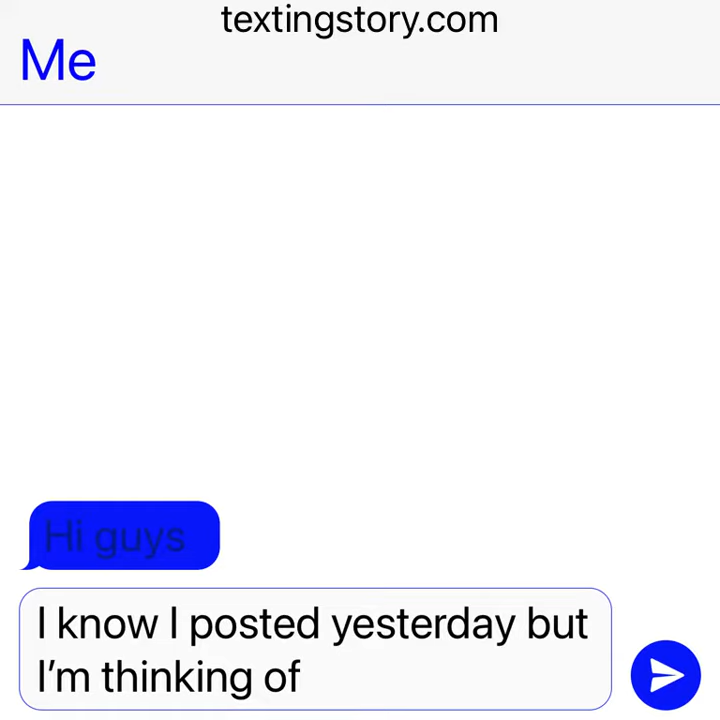 textingstory.com
Me
Hi guys
I know I posted yesterday but
I’m thinking of